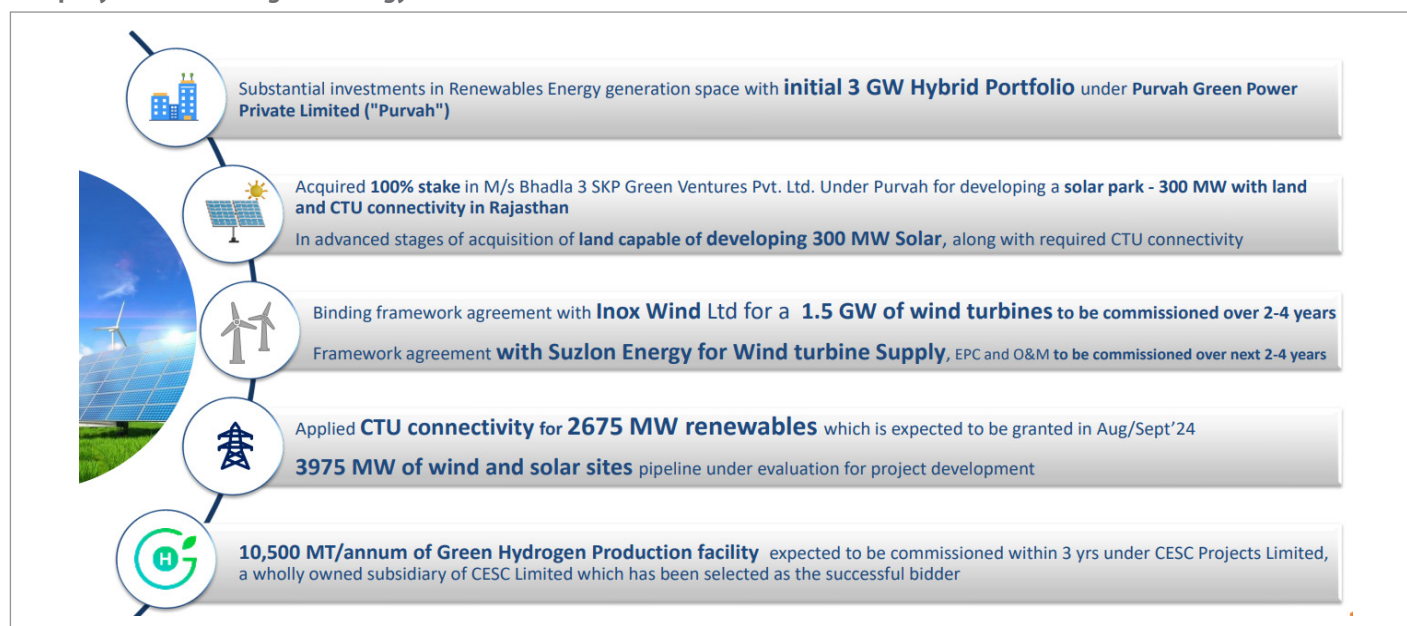 Substantial investments in Renewables Energy generation space with initial 3 GW Hybrid Portfolio under Purvah Green Power
Private Limited ("Purvah")
Acquired 100% stake in M/s Bhadla 3 SKP Green Ventures Pvt. Ltd. Under Purvah for developing a solar park - 300 MW with land
and CTU connectivity in Rajasthan
In advanced stages of acquisition of land capable of developing 300 MW Solar, along with required CTU connectivity
Binding framework agreement with Inox Wind Ltd for a 1.5 GW of wind turbines to be commissioned over 2-4 years
Framework agreement with Suzlon Energy for Wind turbine Supply, EPC and O&M to be commissioned over next 2-4 years
Applied CTU connectivity for 2675 MW renewables which is expected to be granted in Aug/Sept’24
3975 MW of wind and solar sites pipeline under evaluation for project development
H
10,500 MT/annum of Green Hydrogen Production facility expected to be commissioned within 3 yrs under CESC Projects Limited,
a wholly owned subsidiary of CESC Limited which has been selected as the successful bidder